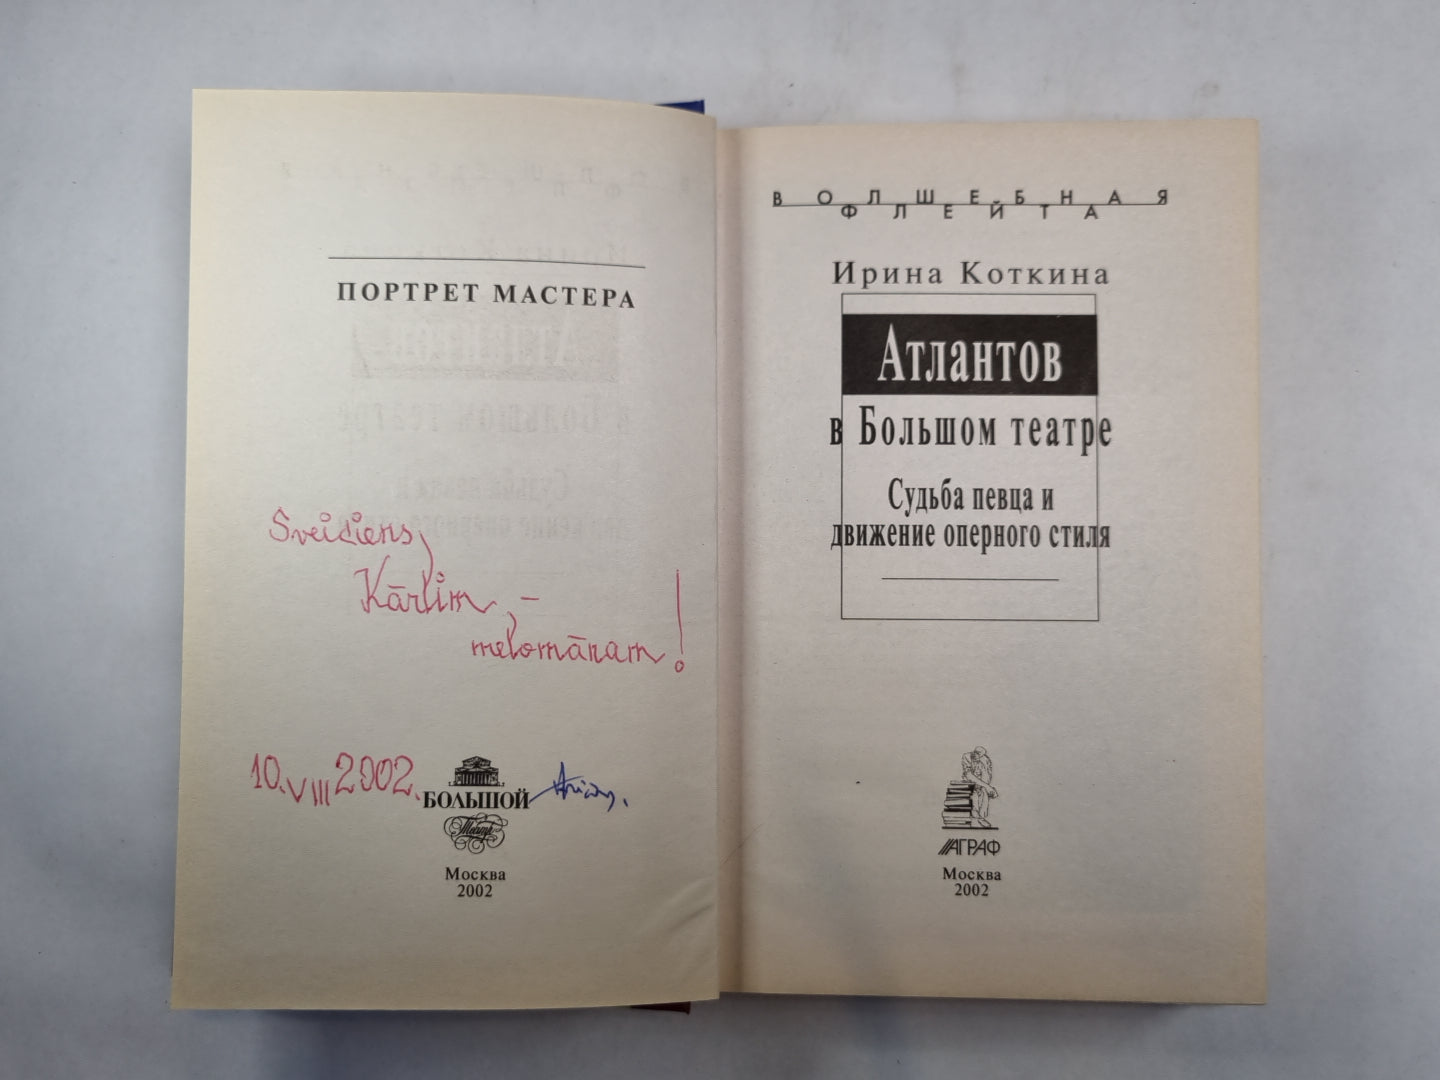 ПОРТРЕТ МАСТЕРА
Sveiciens,
Kārlim, –
melomānam!
10.VIII 2002.
БОЛЬШОЙ
Театр
Москва
2002
ВОЛШЕБНАЯ
ФЛЕЙТА
Ирина Коткина
Атлантов
в Большом театре
Судьба певца и
движение оперного стиля
АГРАФ
Москва
2002